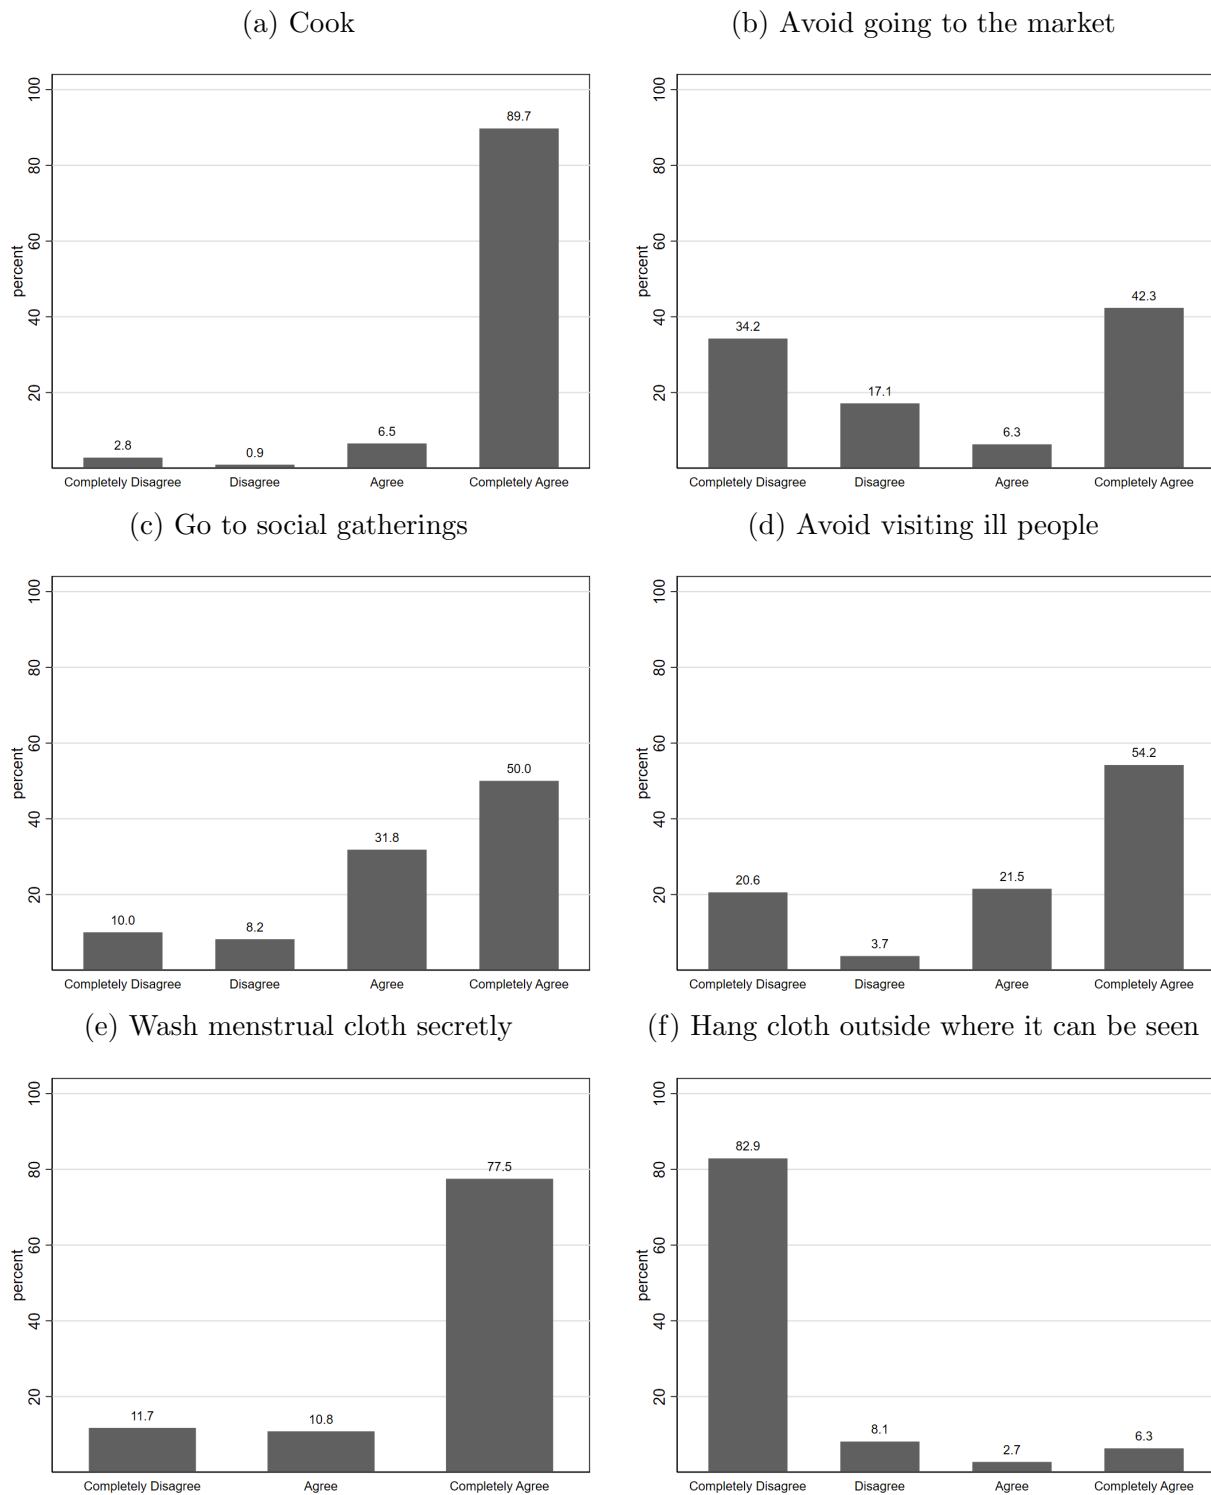 (a) Cook
100
80
60
40
20
percent
2.8
0.9
6.5
89.7
Completely Disagree Disagree Agree Completely Agree
(b) Avoid going to the market
100
80
60
40
20
percent
34.2
17.1
6.3
42.3
Completely Disagree Disagree Agree Completely Agree
(c) Go to social gatherings
100
80
60
40
20
percent
10.0
8.2
31.8
50.0
Completely Disagree Disagree Agree Completely Agree
(d) Avoid visiting ill people
100
80
60
40
20
percent
20.6
3.7
21.5
54.2
Completely Disagree Disagree Agree Completely Agree
(e) Wash menstrual cloth secretly
100
80
60
40
20
percent
11.7
10.8
77.5
Completely Disagree Agree Completely Agree
(f) Hang cloth outside where it can be seen
100
80
60
40
20
percent
82.9
8.1
2.7
6.3
Completely Disagree Disagree Agree Completely Agree